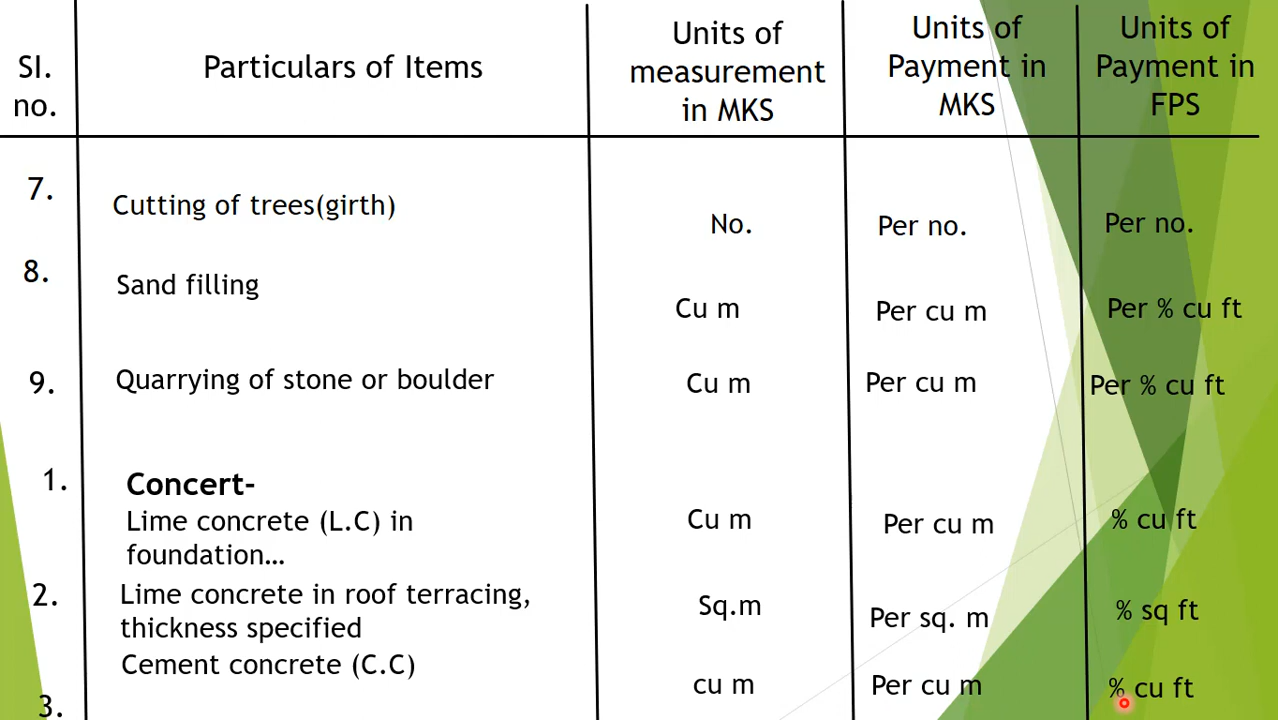 SI.
no.
Particulars of Items
Units of
measurement
in MKS
Units of
Payment in
MKS
Units of
Payment in
FPS
7.
Cutting of trees(girth)
No.
Per no.
Per no.
8.
Sand filling
Cu m
Per cu m
Per % cu ft
9.
Quarrying of stone or boulder
Cu m
Per cu m
Per % cu ft
1.
Concert-
Lime concrete (L.C) in
foundation…
Cu m
Per cu m
% cu ft
2.
Lime concrete in roof terracing,
thickness specified
Sq.m
Per sq. m
% sq ft
3.
Cement concrete (C.C)
cu m
Per cu m
% cu ft